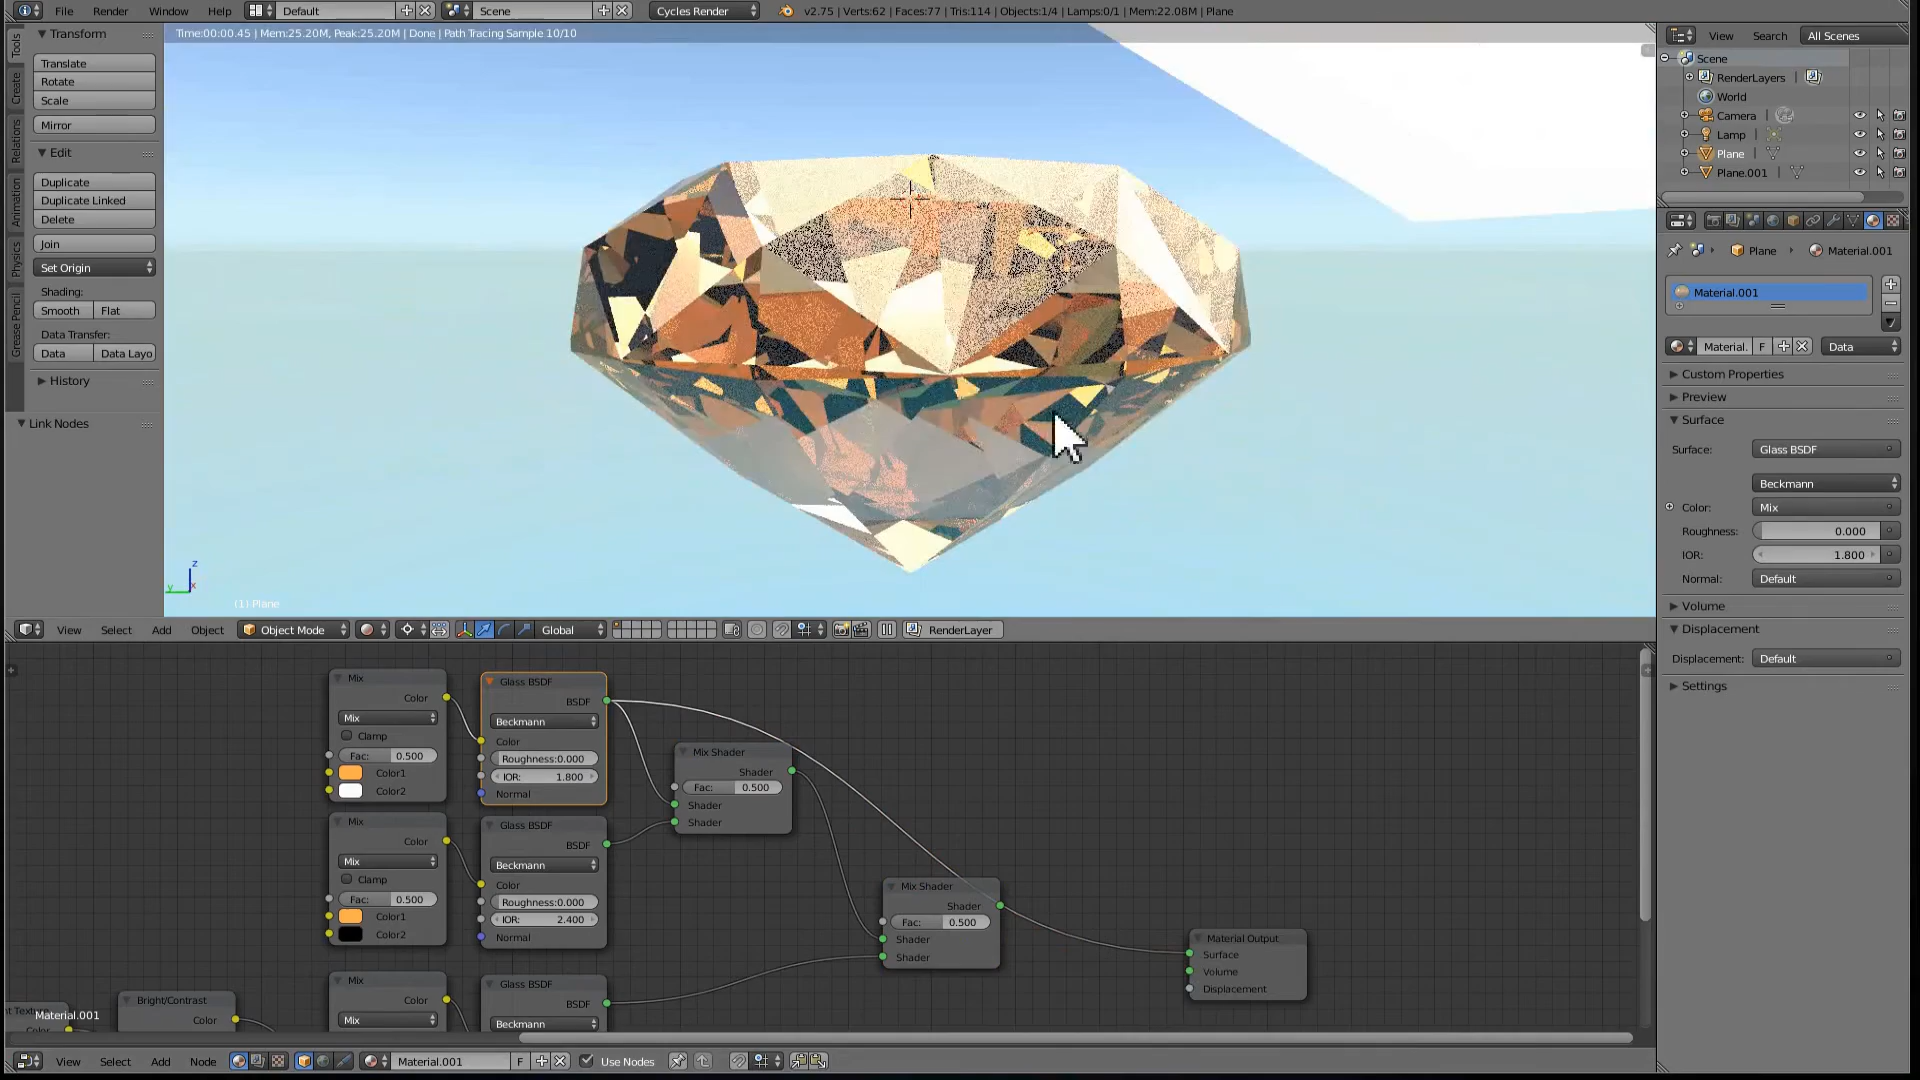 File Render Window Help Default Scene Cycles Render v2.75 | Verts:62 | Faces:77 | Tris:114 | Objects:1/4 | Lamps:0/1 | Mem:22.08M | Plane
Time:00:00.45 | Mem:25.20M, Peak:25.20M | Done | Path Tracing Sample 10/10
Tools
Create
Relations
Animation
Physics
Grease Pencil
Transform
Translate
Rotate
Scale
Mirror
Edit
Duplicate
Duplicate Linked
Delete
Join
Set Origin
Shading:
Smooth Flat
Data Transfer:
Data Data Layo
History
Link Nodes
z
y
x
(1) Plane
View Select Add Object Object Mode Global RenderLayer
View Search All Scenes
Scene
RenderLayers
World
Camera
Lamp
Plane
Plane.001
Plane Material.001
Material.001
Material. F Data
Custom Properties
Preview
Surface
Surface: Glass BSDF
Beckmann
Color: Mix
Roughness: 0.000
IOR: 1.800
Normal: Default
Volume
Displacement
Displacement: Default
Settings
Mix
Color
Mix
Clamp
Fac: 0.500
Color1
Color2
Glass BSDF
BSDF
Beckmann
Color
Roughness:0.000
IOR: 1.800
Normal
Mix Shader
Shader
Fac: 0.500
Shader
Shader
Mix
Color
Mix
Clamp
Fac: 0.500
Color1
Color2
Glass BSDF
BSDF
Beckmann
Color
Roughness:0.000
IOR: 2.400
Normal
Mix Shader
Shader
Fac: 0.500
Shader
Shader
Material Output
Surface
Volume
Displacement
Mix
Color
Mix
Glass BSDF
BSDF
Beckmann
Bright/Contrast
Color
Color
Material.001
View Select Add Node Material.001 F Use Nodes